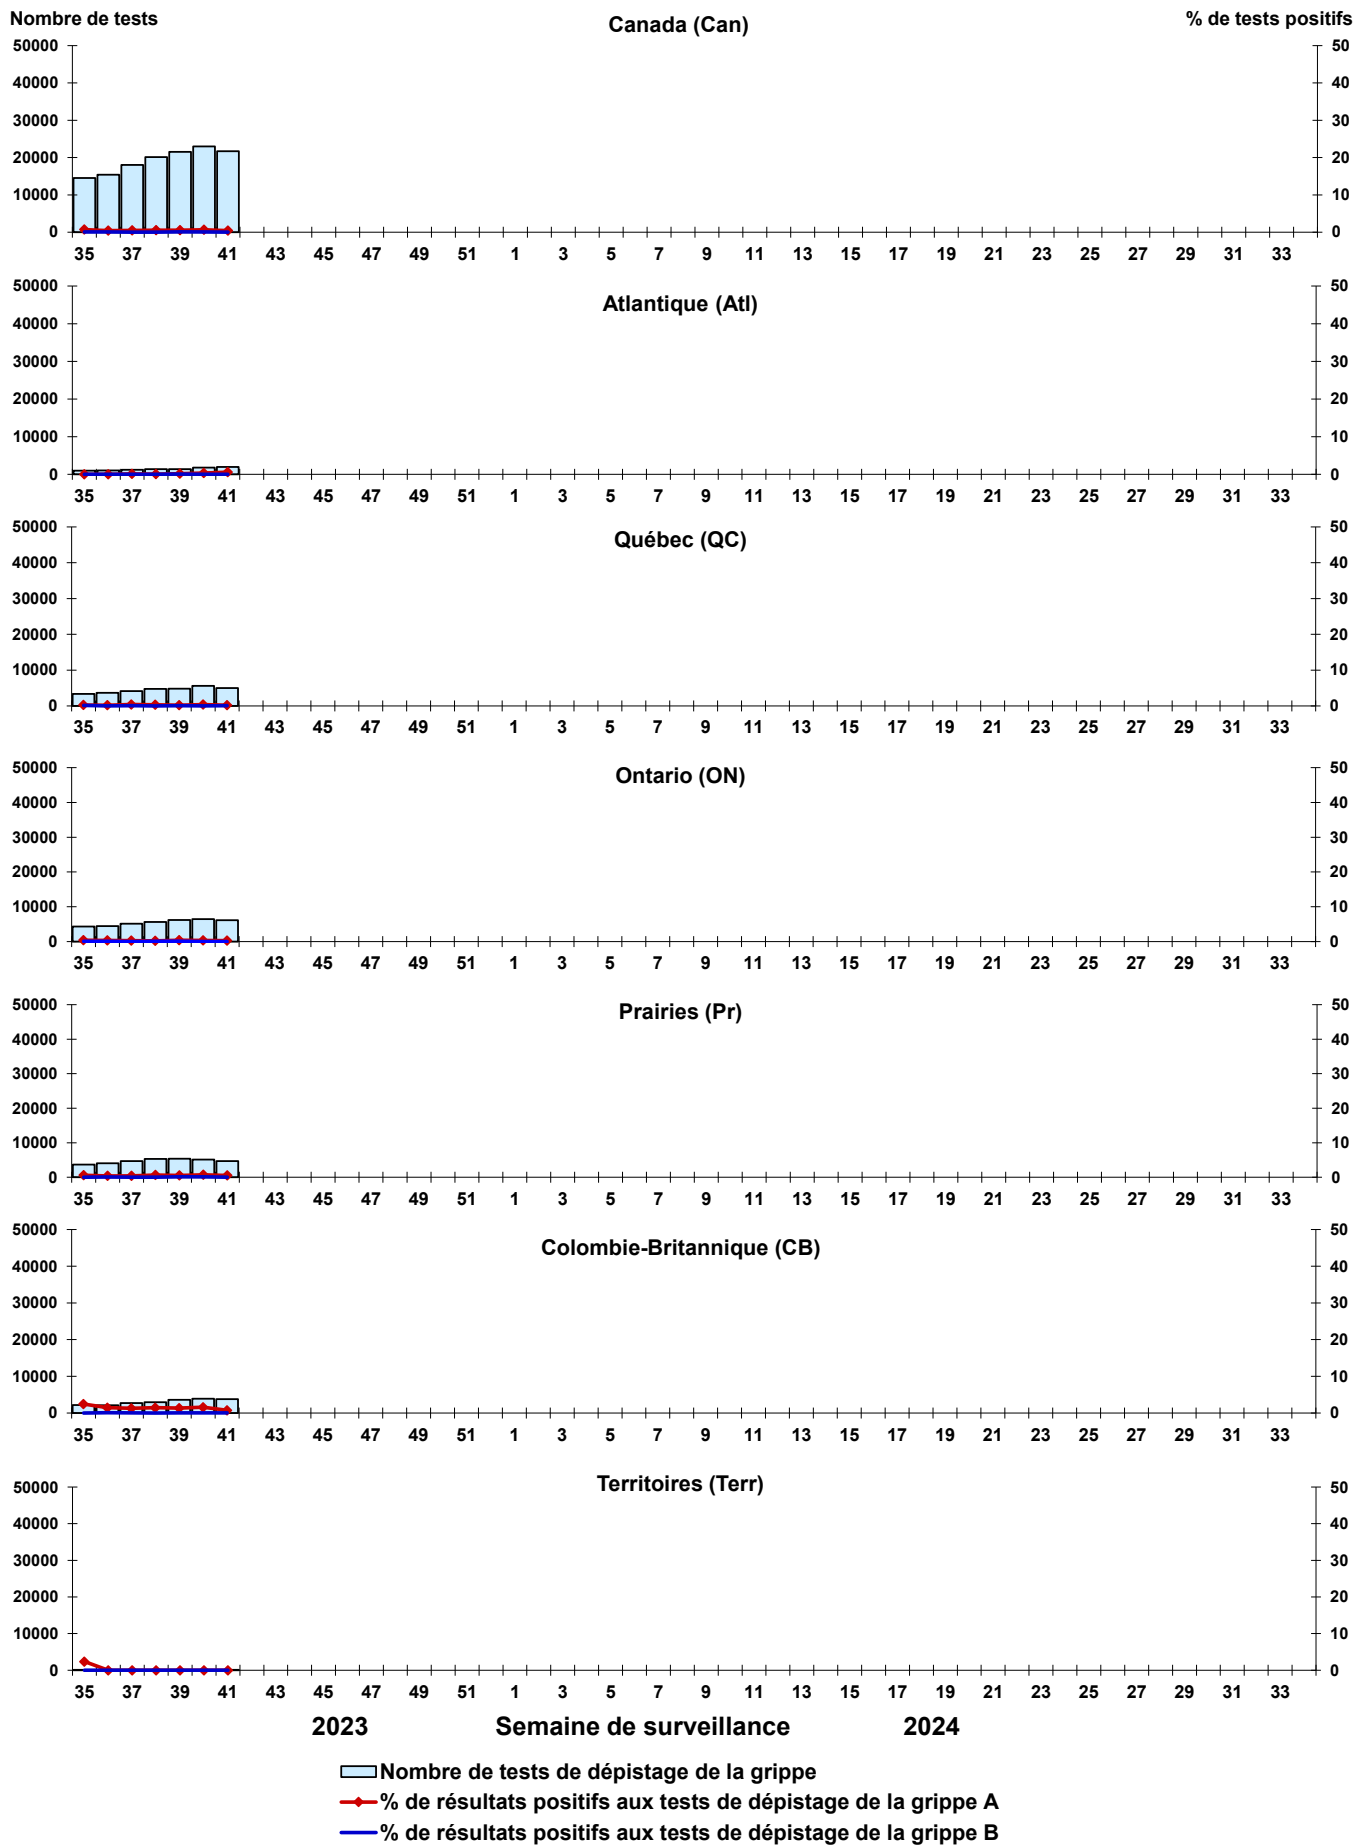 Nombre de tests Canada (Can) % de tests positifs
50000 50
40000 40
30000 30
20000 20
10000 10
0 0
35 37 39 41 43 45 47 49 51 1 3 5 7 9 11 13 15 17 19 21 23 25 27 29 31 33
Atlantique (Atl)
50000 50
40000 40
30000 30
20000 20
10000 10
0 0
35 37 39 41 43 45 47 49 51 1 3 5 7 9 11 13 15 17 19 21 23 25 27 29 31 33
Québec (QC)
50000 50
40000 40
30000 30
20000 20
10000 10
0 0
35 37 39 41 43 45 47 49 51 1 3 5 7 9 11 13 15 17 19 21 23 25 27 29 31 33
Ontario (ON)
50000 50
40000 40
30000 30
20000 20
10000 10
0 0
35 37 39 41 43 45 47 49 51 1 3 5 7 9 11 13 15 17 19 21 23 25 27 29 31 33
Prairies (Pr)
50000 50
40000 40
30000 30
20000 20
10000 10
0 0
35 37 39 41 43 45 47 49 51 1 3 5 7 9 11 13 15 17 19 21 23 25 27 29 31 33
Colombie-Britannique (CB)
50000 50
40000 40
30000 30
20000 20
10000 10
0 0
35 37 39 41 43 45 47 49 51 1 3 5 7 9 11 13 15 17 19 21 23 25 27 29 31 33
Territoires (Terr)
50000 50
40000 40
30000 30
20000 20
10000 10
0 0
35 37 39 41 43 45 47 49 51 1 3 5 7 9 11 13 15 17 19 21 23 25 27 29 31 33
2023 Semaine de surveillance 2024
Nombre de tests de dépistage de la grippe
% de résultats positifs aux tests de dépistage de la grippe A
% de résultats positifs aux tests de dépistage de la grippe B